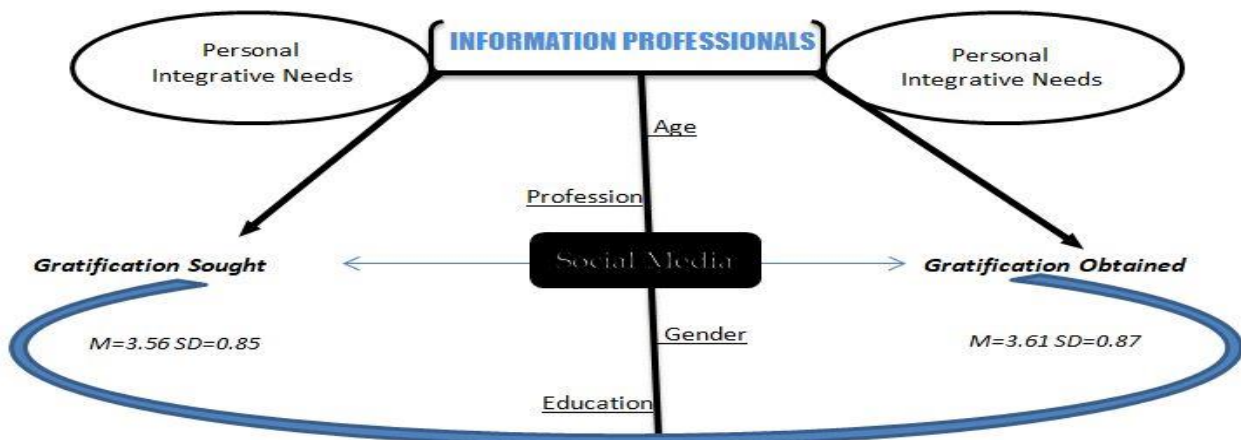 INFORMATION PROFESSIONALS
Personal
Integrative Needs
Personal
Integrative Needs
Age
Profession
Social Media
Gratification Sought
Gratification Obtained
M=3.56 SD=0.85
Gender
M=3.61 SD=0.87
Education